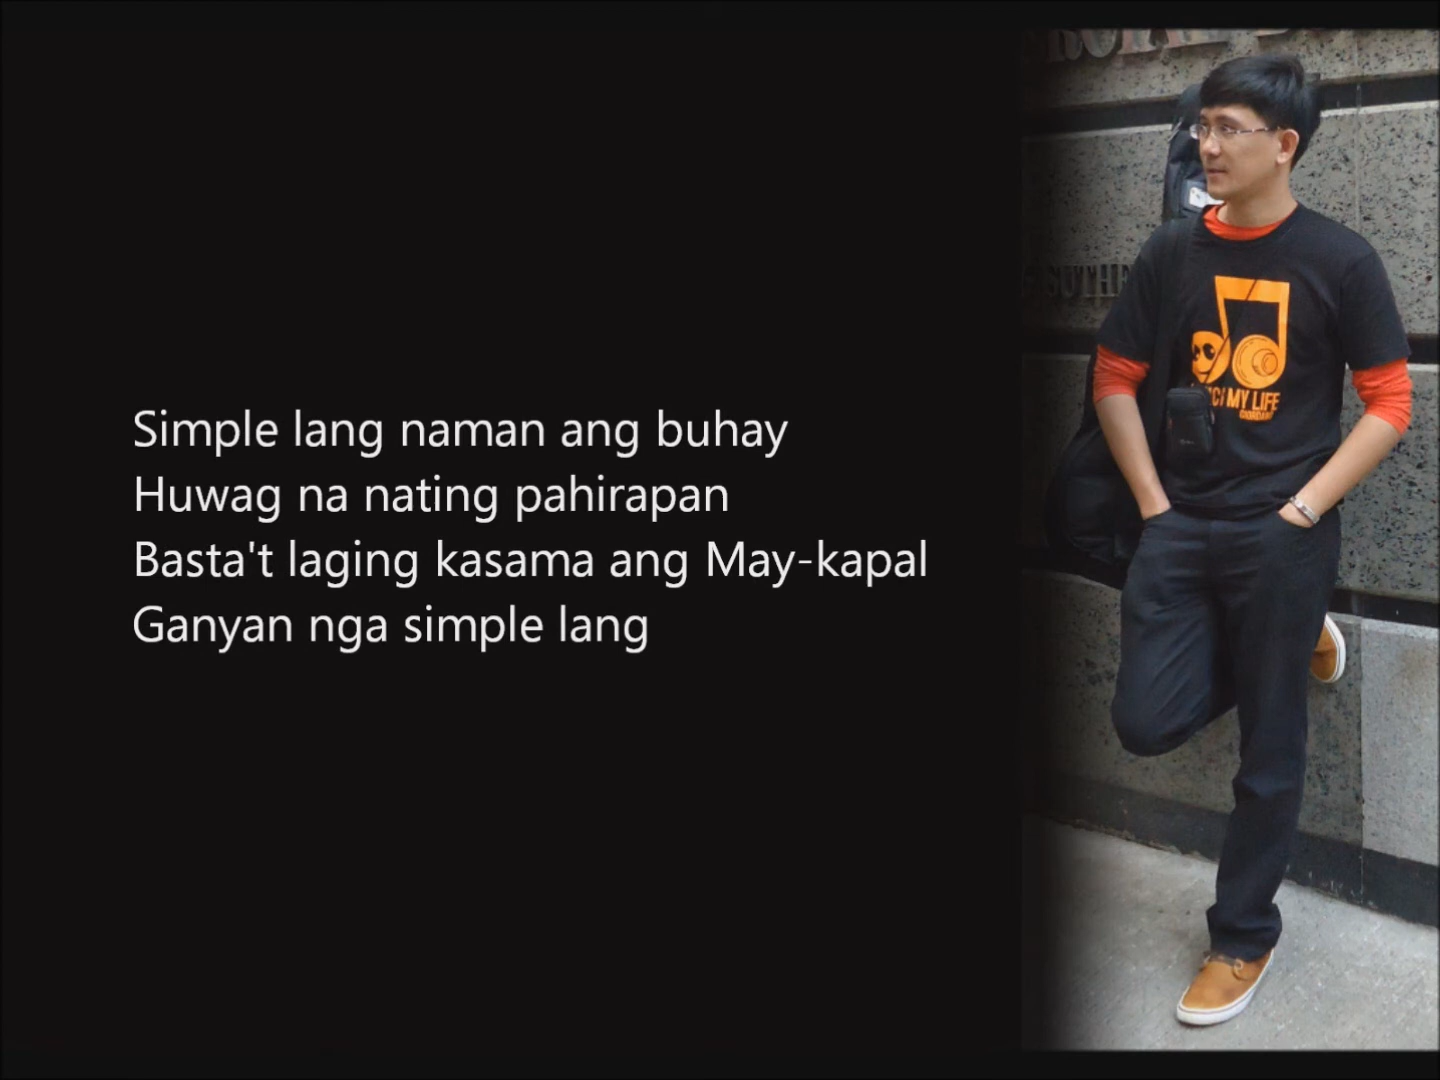 Simple lang naman ang buhay
Huwag na nating pahirapan
Basta't laging kasama ang May-kapal
Ganyan nga simple lang
MY LIFE